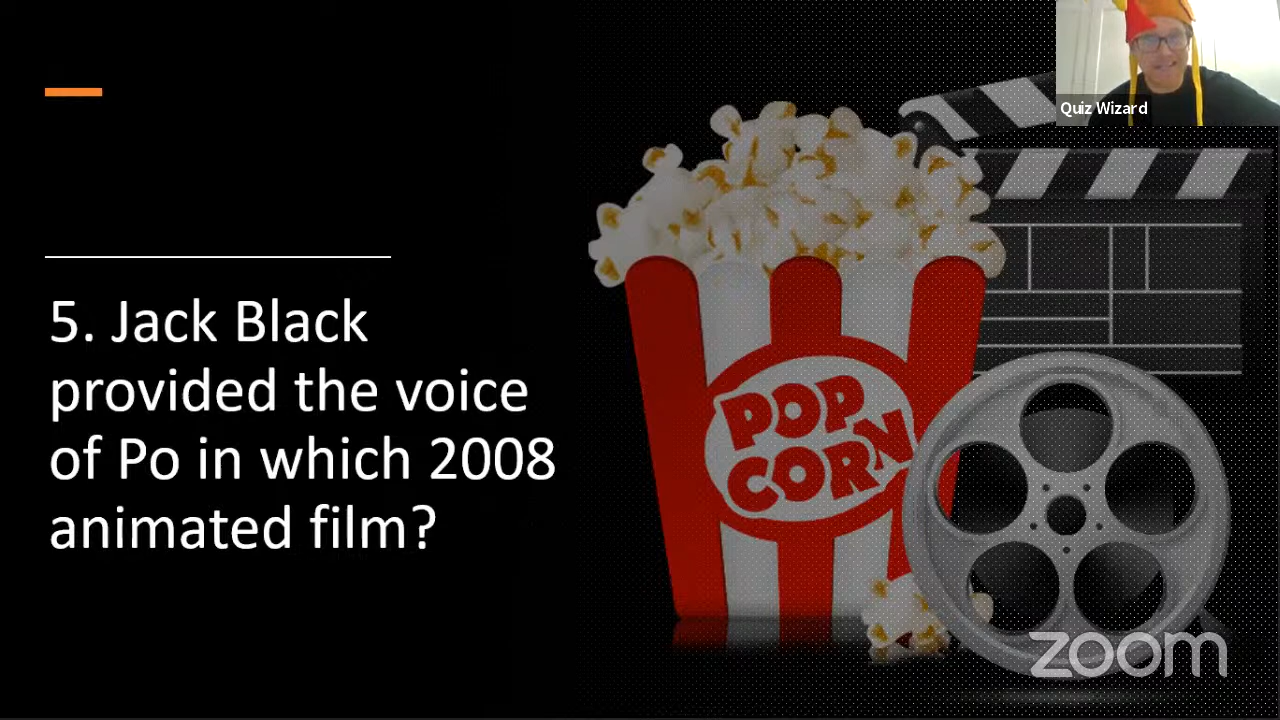 Quiz Wizard
5. Jack Black
provided the voice
of Po in which 2008
animated film?
POP
CORN
zoom